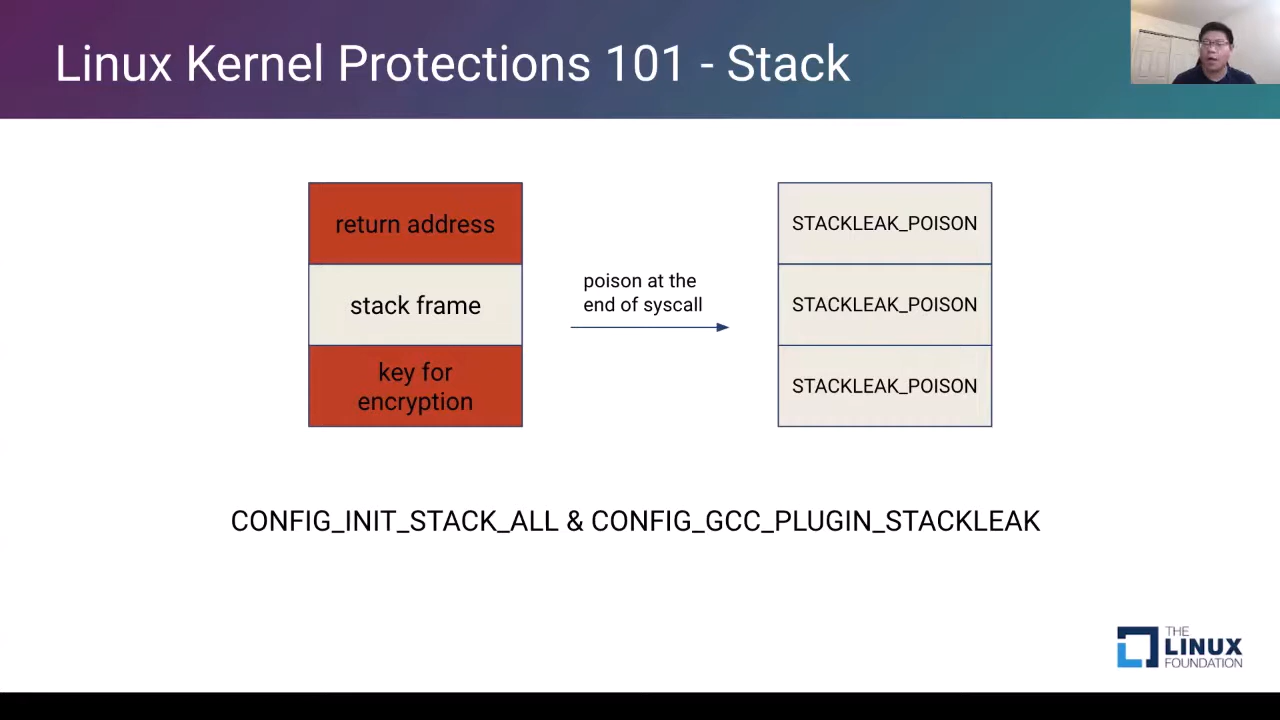 Linux Kernel Protections 101 - Stack
return address
stack frame
key for
encryption
poison at the
end of syscall
STACKLEAK_POISON
STACKLEAK_POISON
STACKLEAK_POISON
CONFIG_INIT_STACK_ALL & CONFIG_GCC_PLUGIN_STACKLEAK
THE
LINUX
FOUNDATION